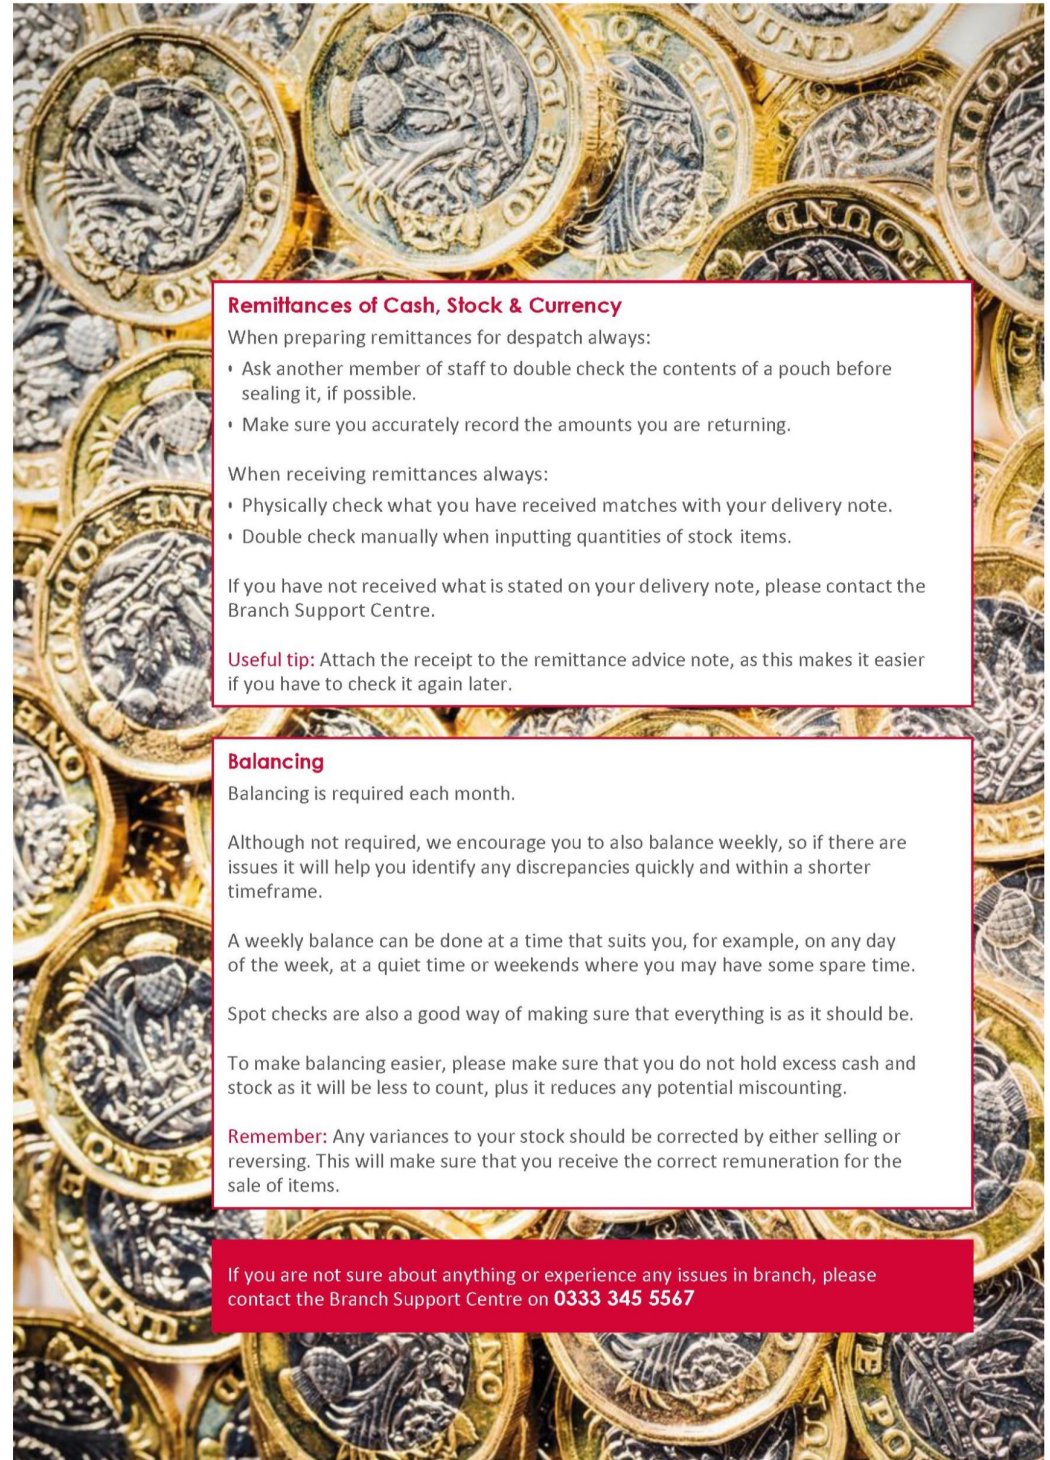 Remittances of Cash, Stock & Currency
When preparing remittances for despatch always:
• Ask another member of staff to double check the contents of a pouch before
sealing it, if possible.
• Make sure you accurately record the amounts you are returning.
When receiving remittances always:
• Physically check what you have received matches with your delivery note.
• Double check manually when inputting quantities of stock items.
If you have not received what is stated on your delivery note, please contact the
Branch Support Centre.
Useful tip: Attach the receipt to the remittance advice note, as this makes it easier
if you have to check it again later.
Balancing
Balancing is required each month.
Although not required, we encourage you to also balance weekly, so if there are
issues it will help you identify any discrepancies quickly and within a shorter
timeframe.
A weekly balance can be done at a time that suits you, for example, on any day
of the week, at a quiet time or weekends where you may have some spare time.
Spot checks are also a good way of making sure that everything is as it should be.
To make balancing easier, please make sure that you do not hold excess cash and
stock as it will be less to count, plus it reduces any potential miscounting.
Remember: Any variances to your stock should be corrected by either selling or
reversing. This will make sure that you receive the correct remuneration for the
sale of items.
If you are not sure about anything or experience any issues in branch, please
contact the Branch Support Centre on 0333 345 5567